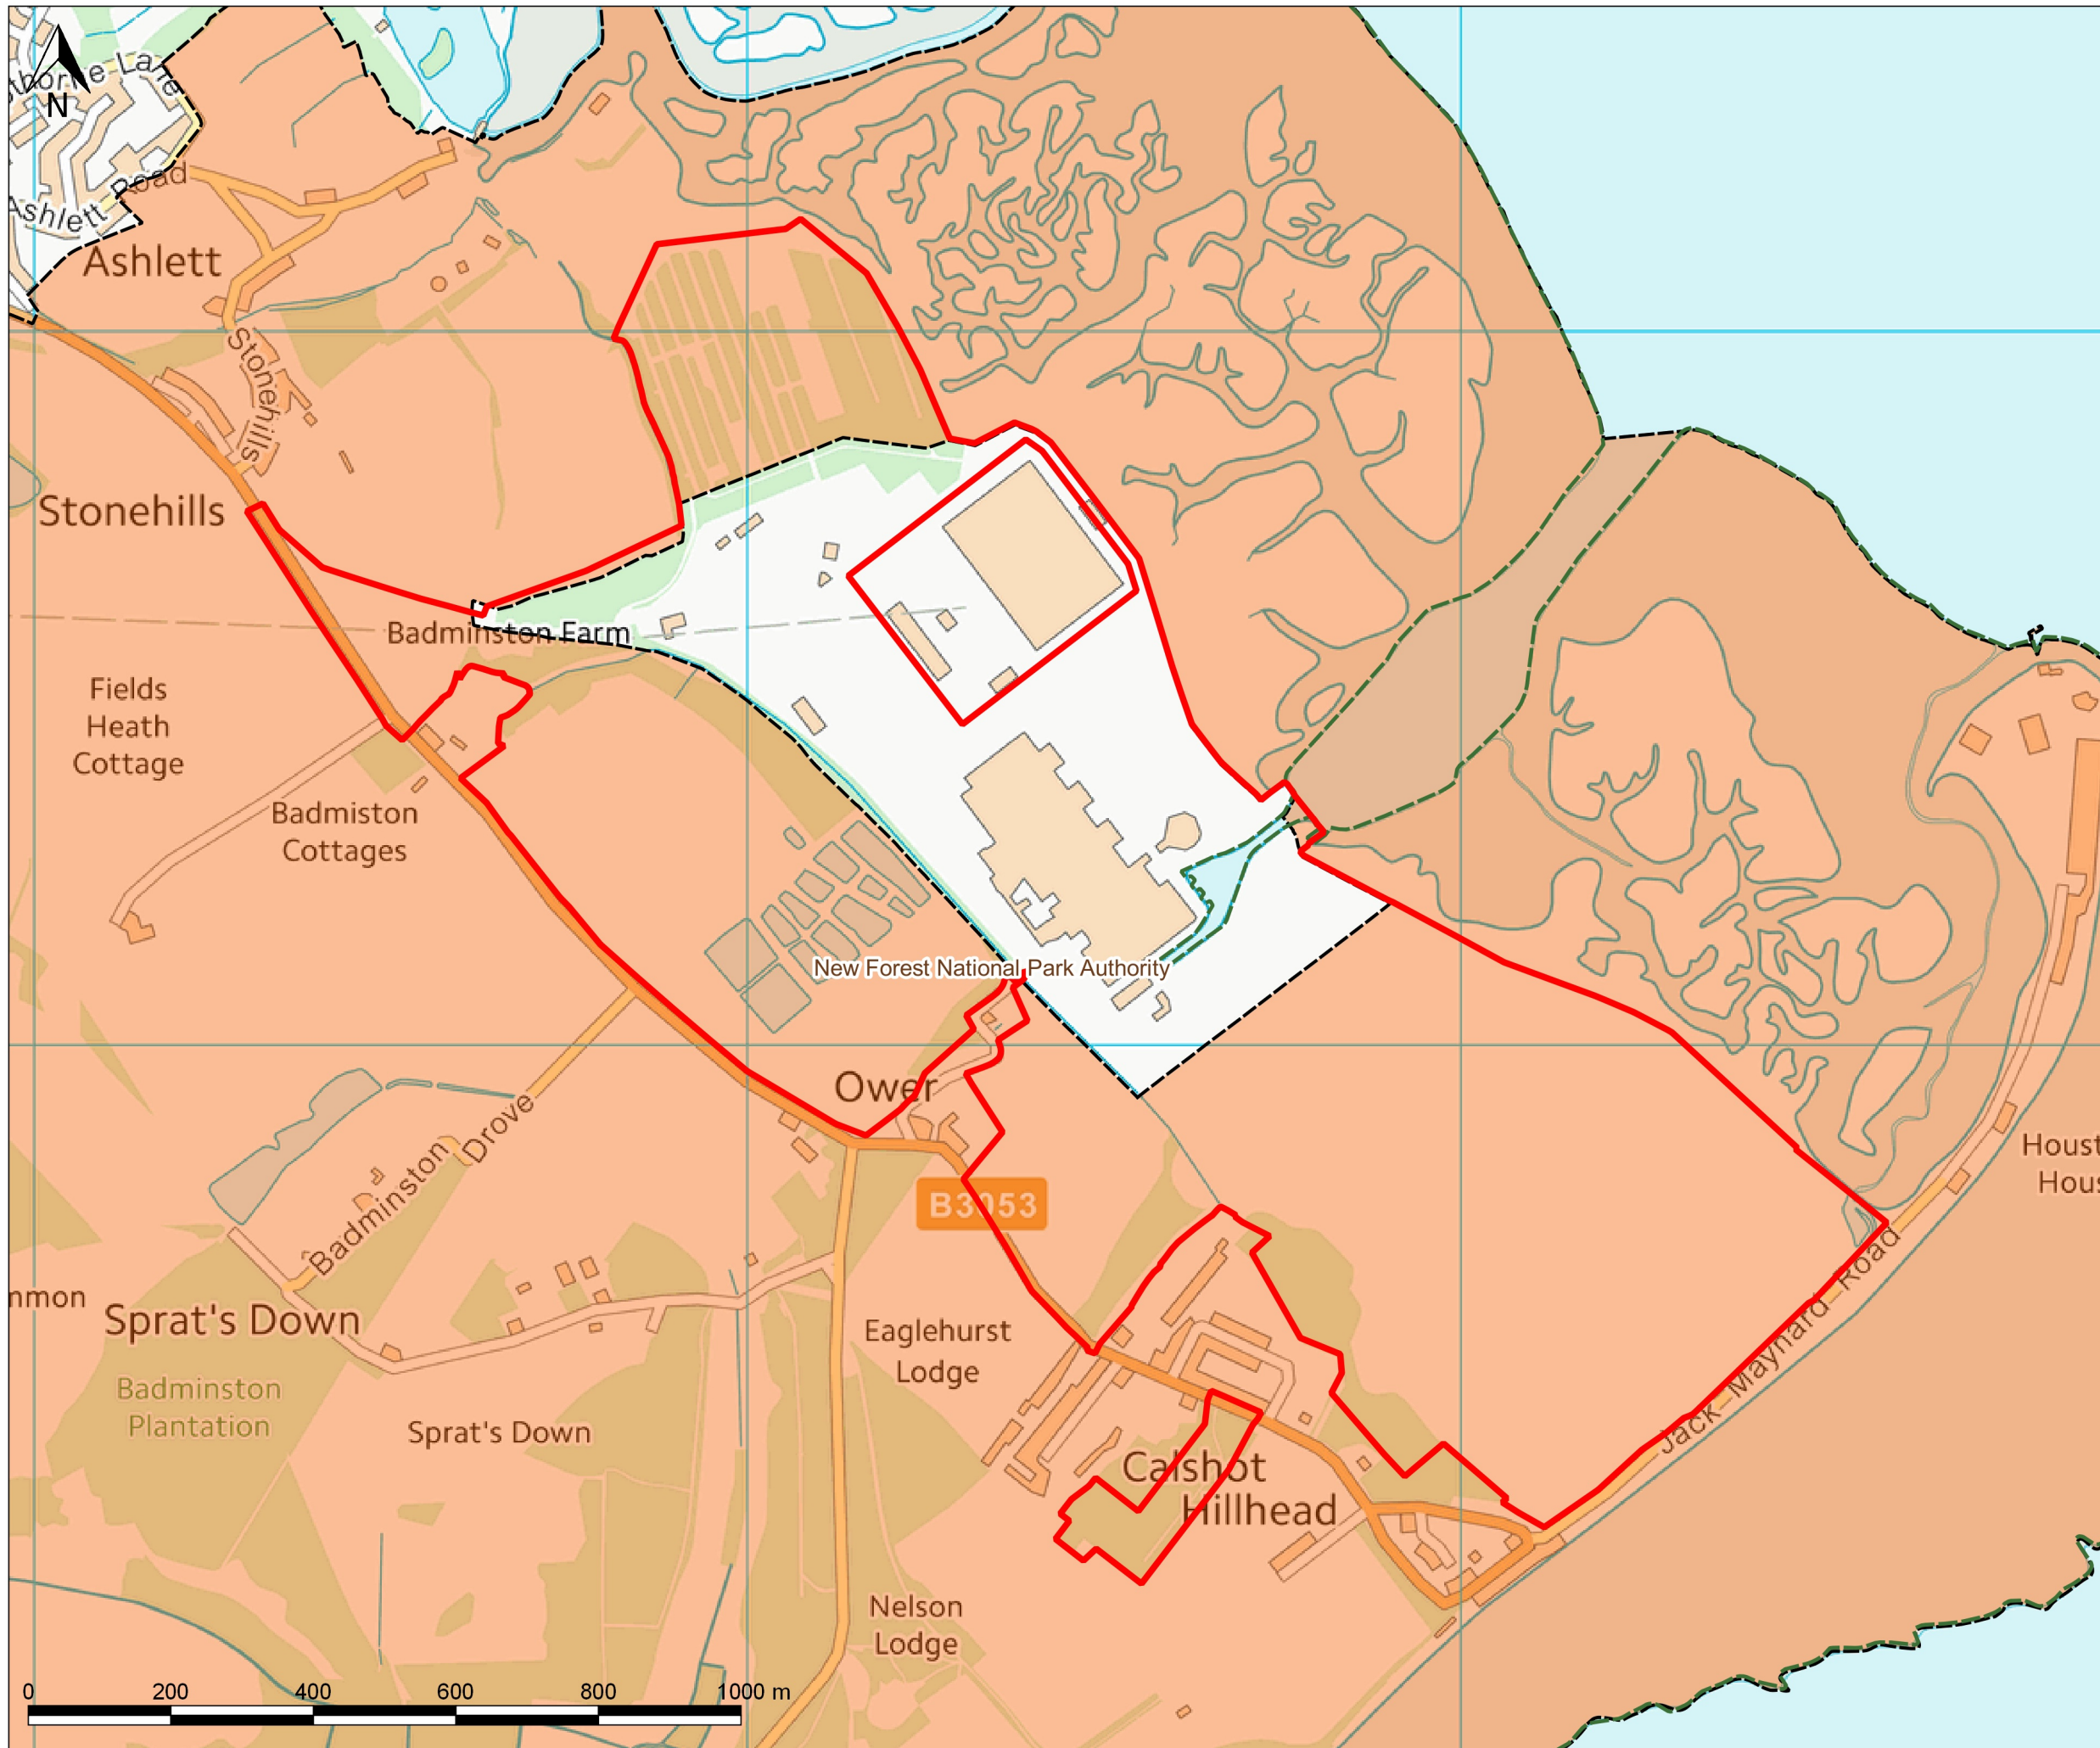 N
Road
Ashlett
Ashlett
Stonehills
Stonehills
Badminston Farm
Fields
Heath
Cottage
Badmiston
Cottages
New Forest National Park Authority
Ower
B3053
Badminston Drove
Sprat's Down
Badminston
Plantation
Sprat's Down
Eaglehurst
Lodge
Calshot
Hillhead
Nelson
Lodge
Jack Maynard Road
0 200 400 600 800 1000 m